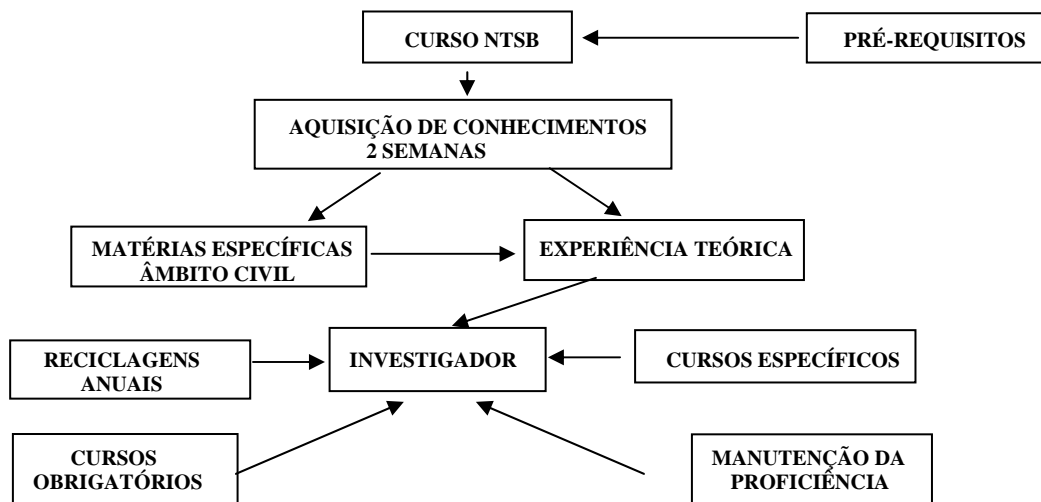 CURSO NTSB
PRÉ-REQUISITOS
AQUISIÇÃO DE CONHECIMENTOS
2 SEMANAS
MATÉRIAS ESPECÍFICAS
ÂMBITO CIVIL
EXPERIÊNCIA TEÓRICA
RECICLAGENS
ANUAIS
INVESTIGADOR
CURSOS ESPECÍFICOS
CURSOS
OBRIGATÓRIOS
MANUTENÇÃO DA
PROFICIÊNCIA